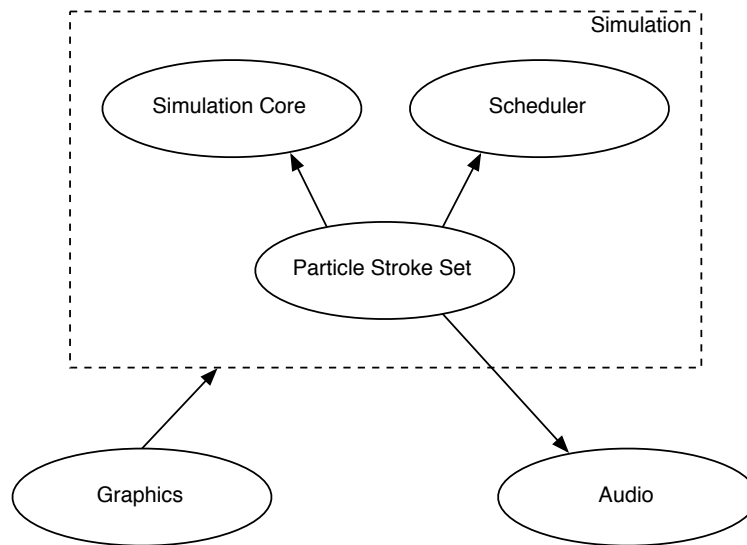 Simulation
Simulation Core
Scheduler
Particle Stroke Set
Graphics
Audio